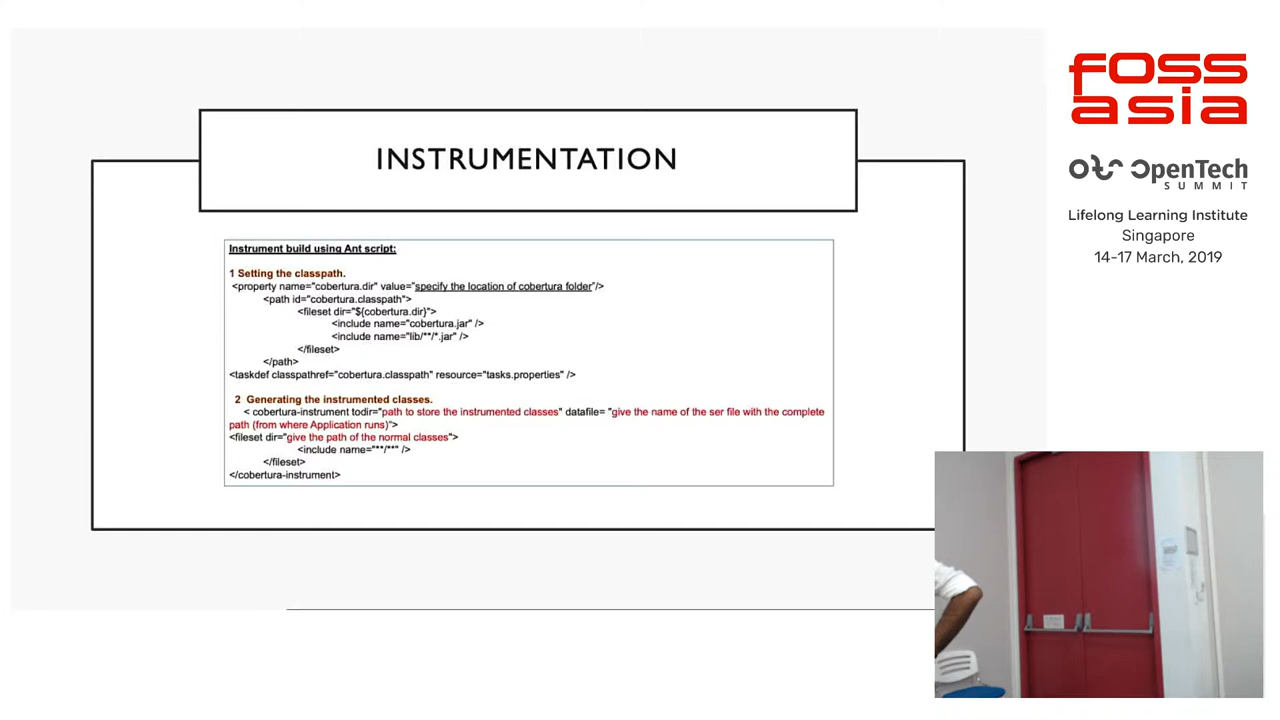 INSTRUMENTATION
Instrument build using Ant script:
1 Setting the classpath.
<property name="cobertura.dir" value="specify the location of cobertura folder"/>
<path id="cobertura.classpath">
<fileset dir="${cobertura.dir}">
<include name="cobertura.jar" />
<include name="lib/**/*.jar" />
</fileset>
</path>
<taskdef classpathref="cobertura.classpath" resource="tasks.properties" />
2 Generating the instrumented classes.
< cobertura-instrument todir="path to store the instrumented classes" datafile= "give the name of the ser file with the complete
path (from where Application runs)">
<fileset dir="give the path of the normal classes">
<include name="**/**" />
</fileset>
</cobertura-instrument>
fOSS
asia
OpenTech
SUMMIT
Lifelong Learning Institute
Singapore
14-17 March, 2019